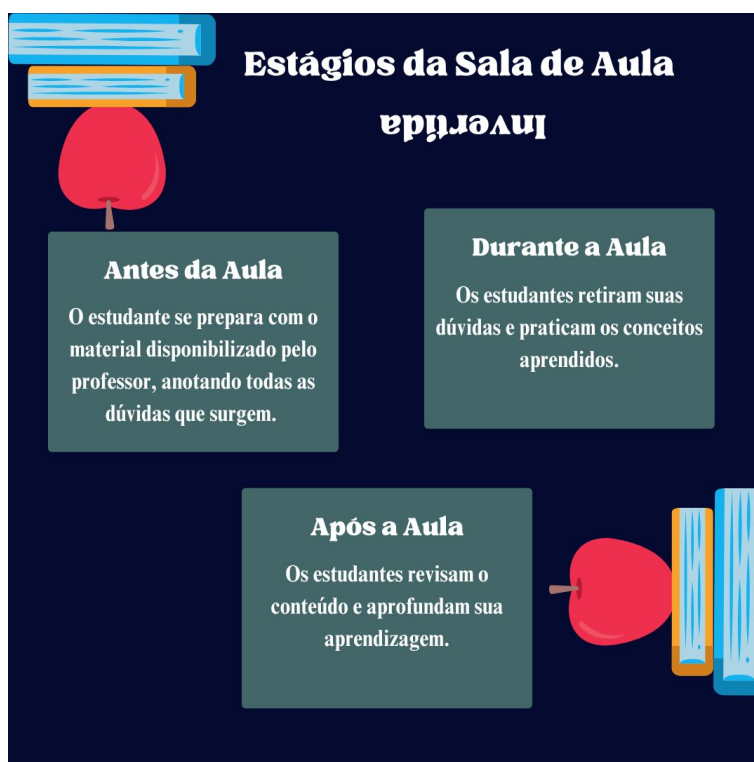 Estágios da Sala de Aula
Invertida
Antes da Aula
O estudante se prepara com o
material disponibilizado pelo
professor, anotando todas as
dúvidas que surgem.
Durante a Aula
Os estudantes retiram suas
dúvidas e praticam os conceitos
aprendidos.
Após a Aula
Os estudantes revisam o
conteúdo e aprofundam sua
aprendizagem.